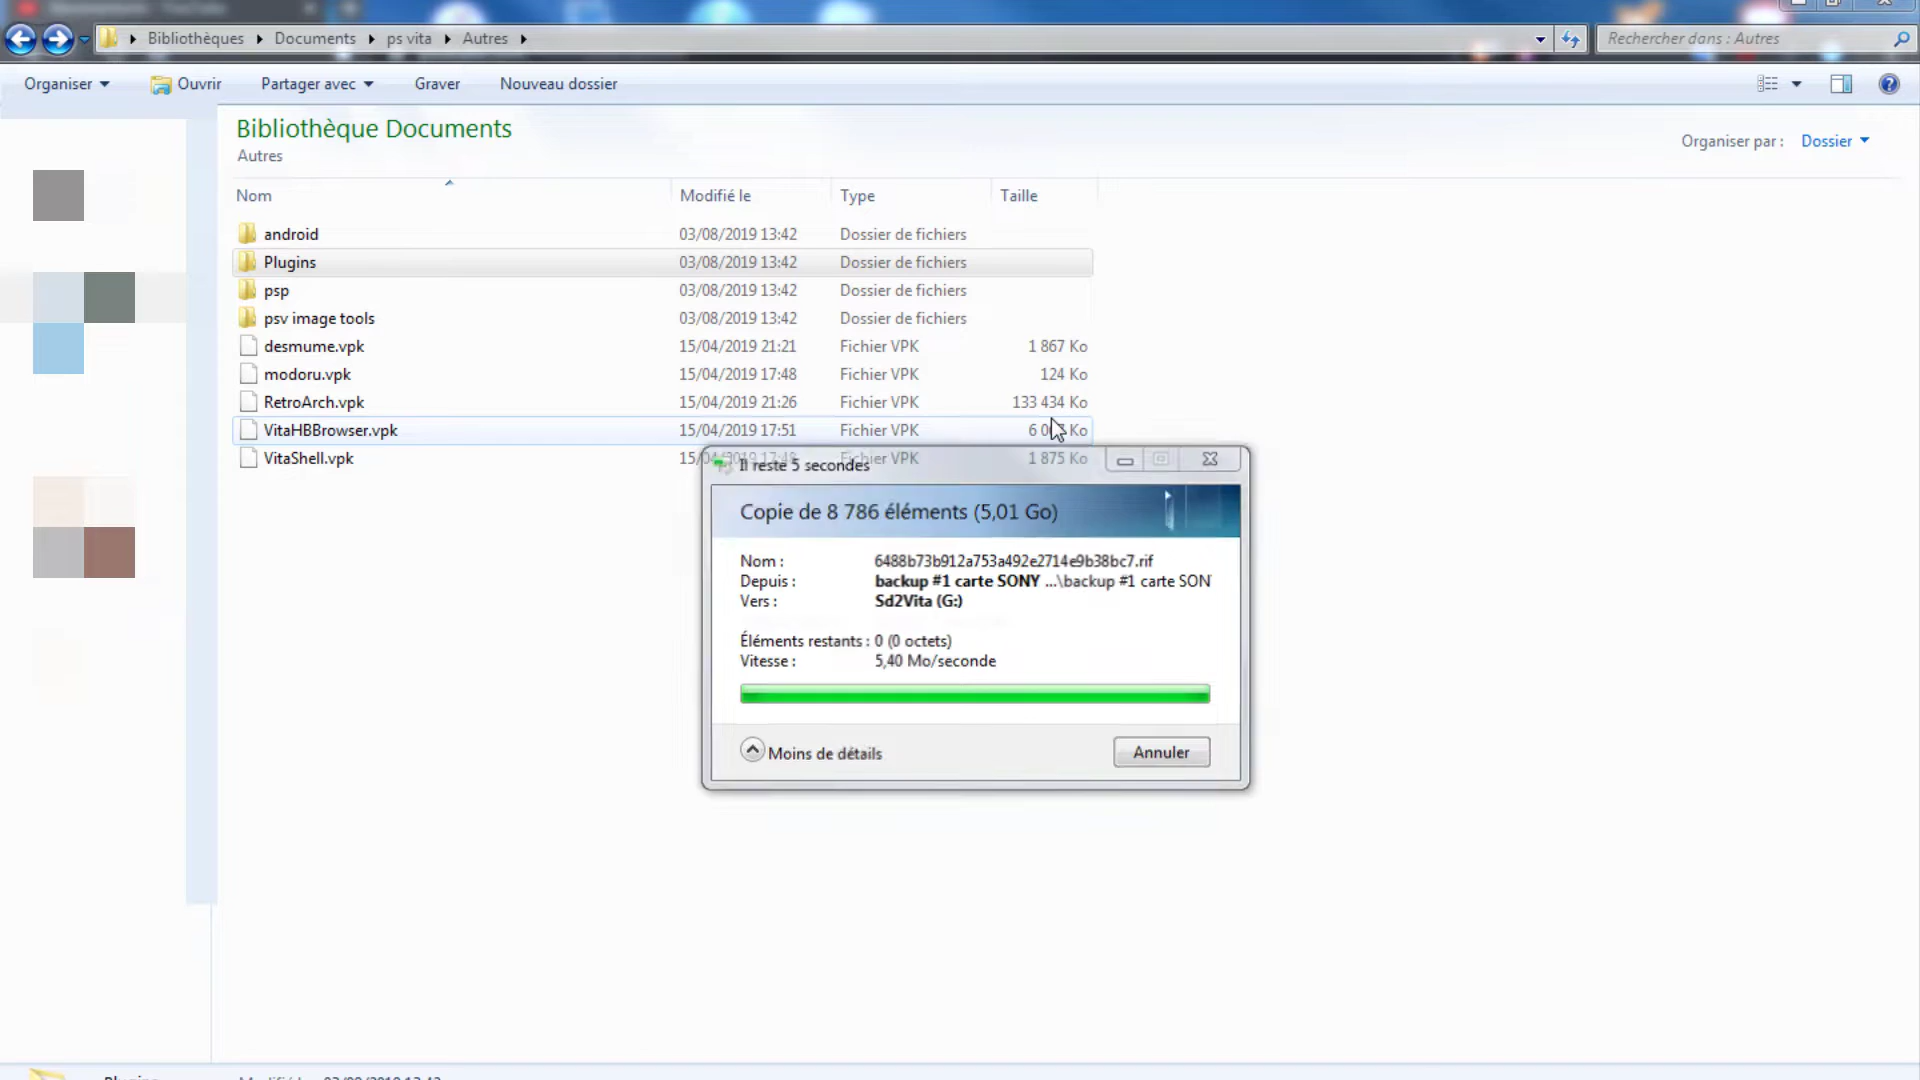 Bibliothèques Documents ps vita Autres
Rechercher dans : Autres
Organiser Ouvrir Partager avec Graver Nouveau dossier
Bibliothèque Documents
Autres
Organiser par : Dossier
Nom Modifié le Type Taille
android 03/08/2019 13:42 Dossier de fichiers
Plugins 03/08/2019 13:42 Dossier de fichiers
psp 03/08/2019 13:42 Dossier de fichiers
psv image tools 03/08/2019 13:42 Dossier de fichiers
desmume.vpk 15/04/2019 21:21 Fichier VPK 1 867 Ko
modoru.vpk 15/04/2019 17:48 Fichier VPK 124 Ko
RetroArch.vpk 15/04/2019 21:26 Fichier VPK 133 434 Ko
VitaHBBrowser.vpk 15/04/2019 17:51 Fichier VPK Ko
VitaShell.vpk Fichier VPK 1 875 Ko
Il reste 5 secondes
Copie de 8 786 éléments (5,01 Go)
Nom : 6488b73b912a753a492e2714e9b38bc7.rif
Depuis : backup #1 carte SONY ...\backup #1 carte SON
Vers : Sd2Vita (G:)
Éléments restants : 0 (0 octets)
Vitesse : 5,40 Mo/seconde
Moins de détails
Annuler